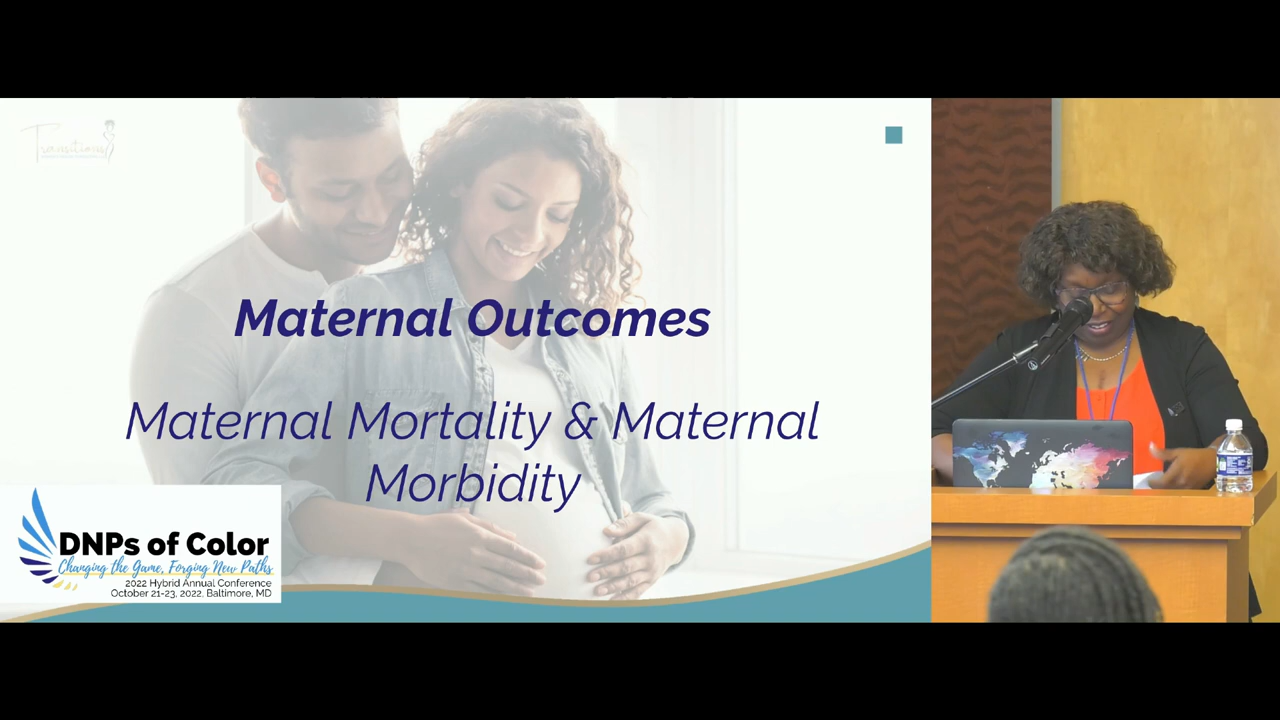 Transitions
Maternal Outcomes
Maternal Mortality & Maternal
Morbidity
DNPs of Color
Changing the Game, Forging New Paths
2022 Hybrid Annual Conference
October 21-23, 2022. Baltimore, MD